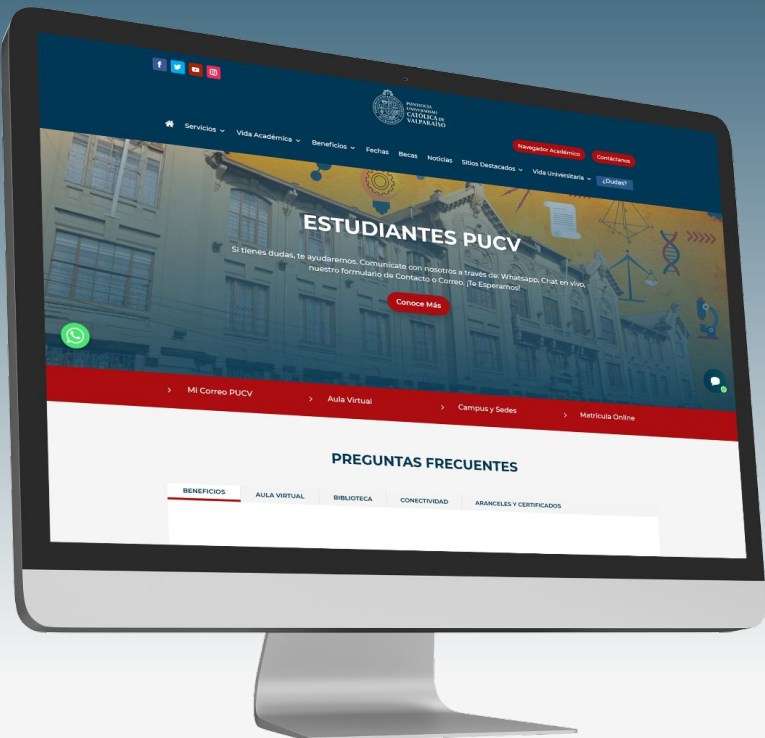 PONTIFICIA
UNIVERSIDAD
CATÓLICA DE
VALPARAÍSO
Navegador Académico
Contáctanos
Servicios
Vida Académica
Beneficios
Fechas
Becas
Noticias
Sitios Destacados
Vida Universitaria
¿Dudas?
ESTUDIANTES PUCV
Si tienes dudas, te ayudaremos. Comunícate con nosotros a través de: Whatsapp, Chat en vivo,
nuestro formulario de Contacto o Correo. ¡Te Esperamos!
Conoce Más
Mi Correo PUCV
Aula Virtual
Campus y Sedes
Matrícula Online
PREGUNTAS FRECUENTES
BENEFICIOS
AULA VIRTUAL
BIBLIOTECA
CONECTIVIDAD
ARANCELES Y CERTIFICADOS